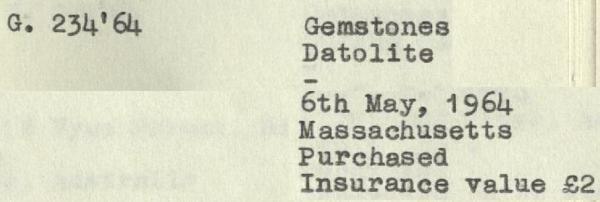 G. 234'64 Gemstones
Datolite
-
6th May, 1964
Massachusetts
Purchased
Insurance value £2